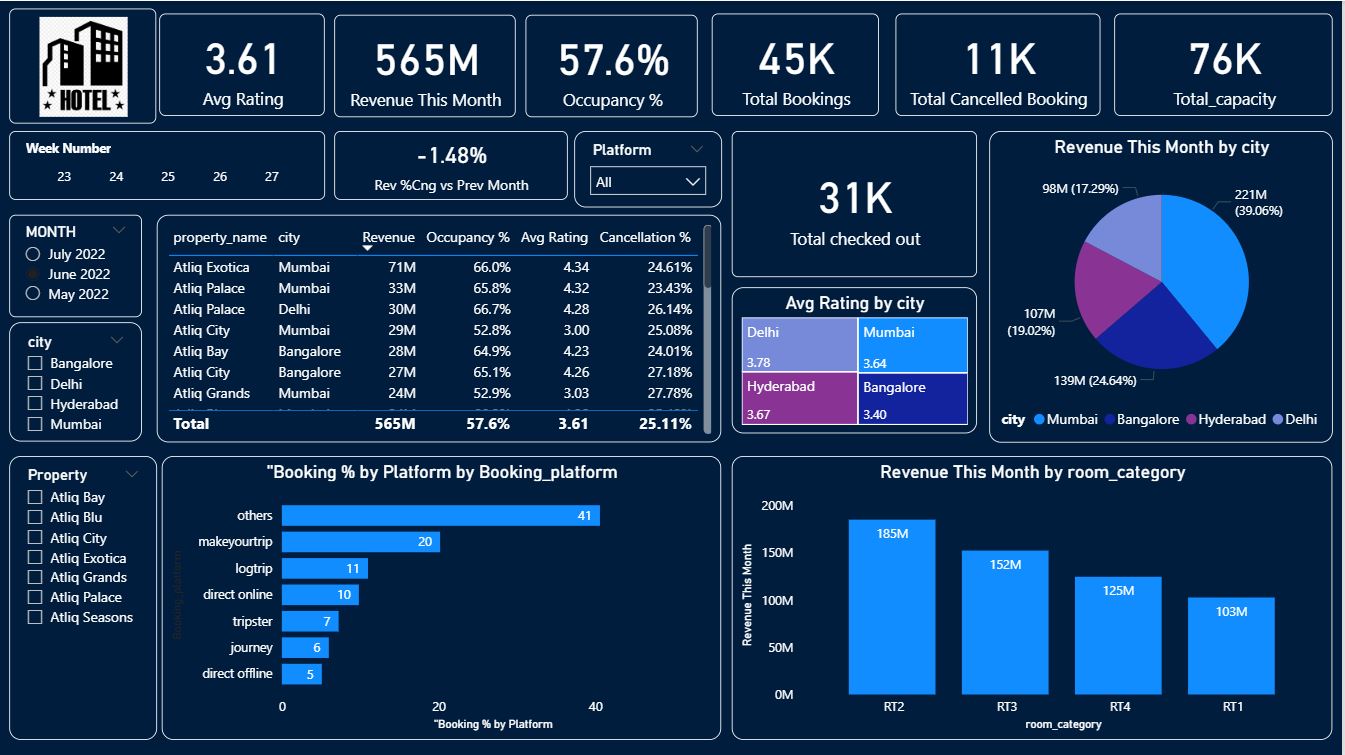 HOTEL
3.61
Avg Rating
565M
Revenue This Month
57.6%
Occupancy %
45K
Total Bookings
11K
Total Cancelled Booking
76K
Total_capacity
Week Number
23 24 25 26 27
-1.48%
Rev %Cng vs Prev Month
Platform
All
MONTH
July 2022
June 2022
May 2022
city
Bangalore
Delhi
Hyderabad
Mumbai
property_name city Revenue Occupancy % Avg Rating Cancellation %
Atliq Exotica Mumbai 71M 66.0% 4.34 24.61%
Atliq Palace Mumbai 33M 65.8% 4.32 23.43%
Atliq Palace Delhi 30M 66.7% 4.28 26.14%
Atliq City Mumbai 29M 52.8% 3.00 25.08%
Atliq Bay Bangalore 28M 64.9% 4.23 24.01%
Atliq City Bangalore 27M 65.1% 4.26 27.18%
Atliq Grands Mumbai 24M 52.9% 3.03 27.78%
Total 565M 57.6% 3.61 25.11%
31K
Total checked out
Avg Rating by city
Delhi
3.78
Mumbai
3.64
Hyderabad
3.67
Bangalore
3.40
Revenue This Month by city
98M (17.29%)
221M
(39.06%)
107M
(19.02%)
139M (24.64%)
city Mumbai Bangalore Hyderabad Delhi
Property
Atliq Bay
Atliq Blu
Atliq City
Atliq Exotica
Atliq Grands
Atliq Palace
Atliq Seasons
"Booking % by Platform by Booking_platform
Booking_platform
others 41
makeyourtrip 20
logtrip 11
direct online 10
tripster 7
journey 6
direct offline 5
0 20 40
"Booking % by Platform
Revenue This Month by room_category
Revenue This Month
200M
150M
100M
50M
0M
185M
152M
125M
103M
RT2 RT3 RT4 RT1
room_category